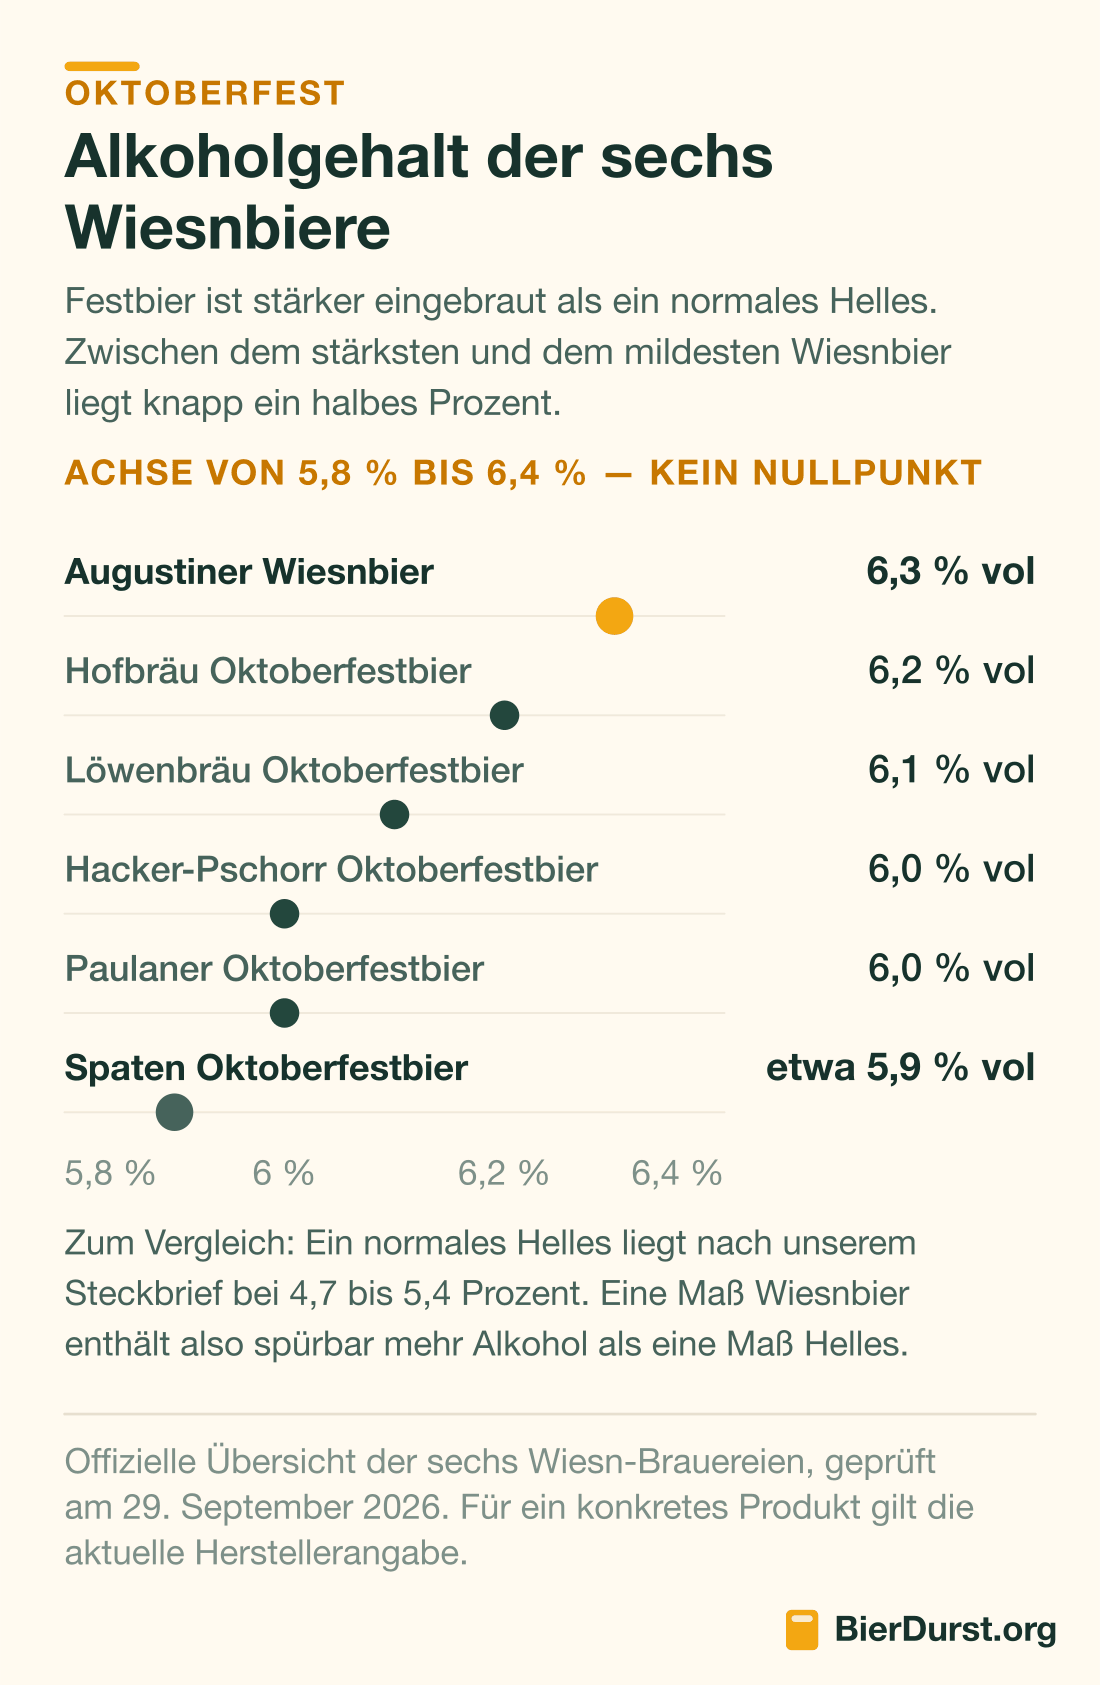 OKTOBERFEST
Alkoholgehalt der sechs
Wiesnbiere
Festbier ist stärker eingebraut als ein normales Helles.
Zwischen dem stärksten und dem mildesten Wiesnbier
liegt knapp ein halbes Prozent.
ACHSE VON 5,8 % BIS 6,4 % — KEIN NULLPUNKT
Augustiner Wiesnbier 6,3 % vol
Hofbräu Oktoberfestbier 6,2 % vol
Löwenbräu Oktoberfestbier 6,1 % vol
Hacker-Pschorr Oktoberfestbier 6,0 % vol
Paulaner Oktoberfestbier 6,0 % vol
Spaten Oktoberfestbier etwa 5,9 % vol
5,8 % 6 % 6,2 % 6,4 %
Zum Vergleich: Ein normales Helles liegt nach unserem
Steckbrief bei 4,7 bis 5,4 Prozent. Eine Maß Wiesnbier
enthält also spürbar mehr Alkohol als eine Maß Helles.
Offizielle Übersicht der sechs Wiesn-Brauereien, geprüft
am 29. September 2026. Für ein konkretes Produkt gilt die
aktuelle Herstellerangabe.
BierDurst.org